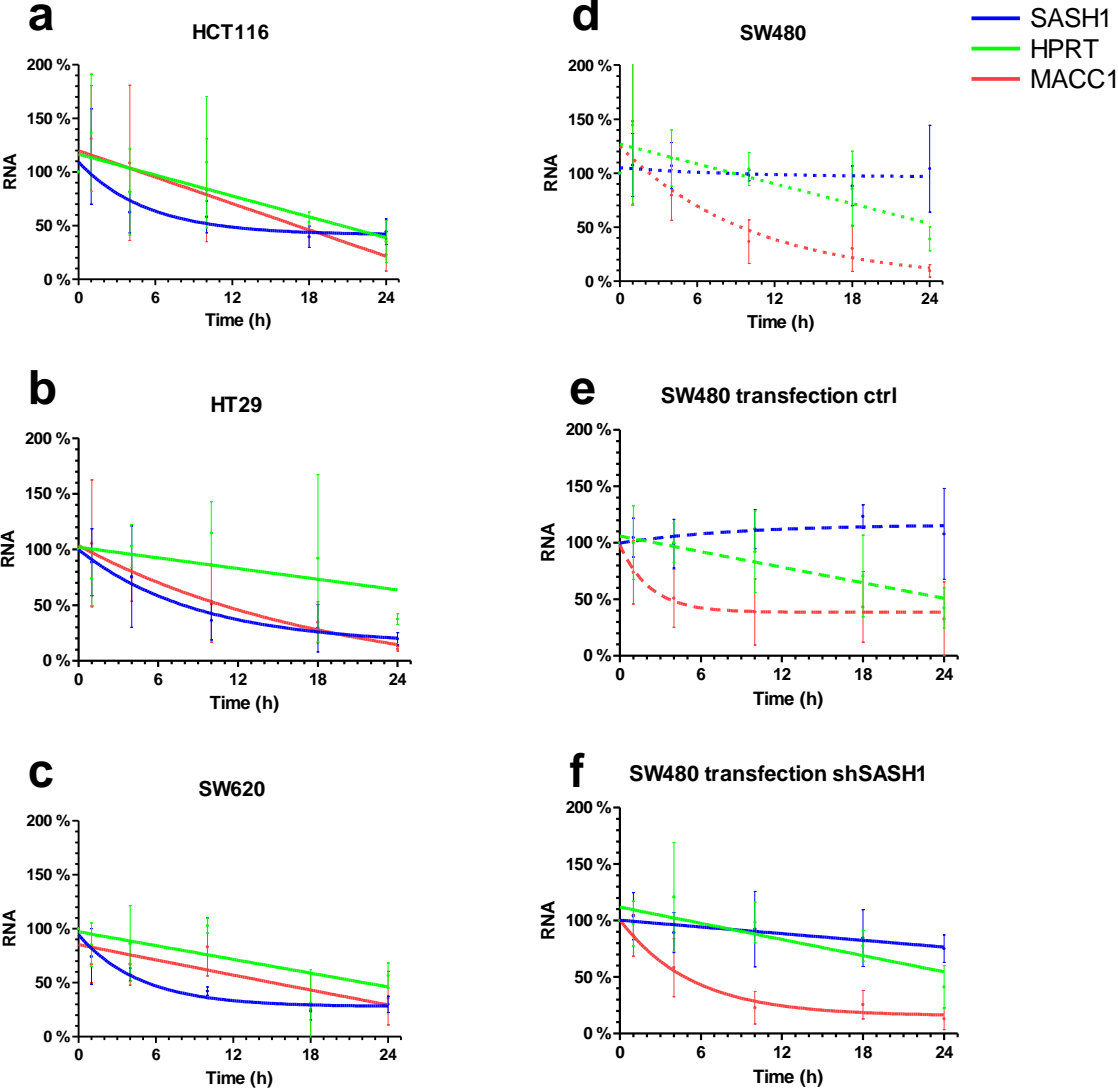 a
HCT116
200 %
150 %
100 %
50 %
0 %
RNA
0 6 12 18 24
Time (h)
b
HT29
200 %
150 %
100 %
50 %
0 %
RNA
0 6 12 18 24
Time (h)
c
SW620
200 %
150 %
100 %
50 %
0 %
RNA
0 6 12 18 24
Time (h)
d
SW480
200 %
150 %
100 %
50 %
0 %
RNA
0 6 12 18 24
Time (h)
SASH1
HPRT
MACC1
e
SW480 transfection ctrl
200 %
150 %
100 %
50 %
0 %
RNA
0 6 12 18 24
Time (h)
f
SW480 transfection shSASH1
200 %
150 %
100 %
50 %
0 %
RNA
0 6 12 18 24
Time (h)